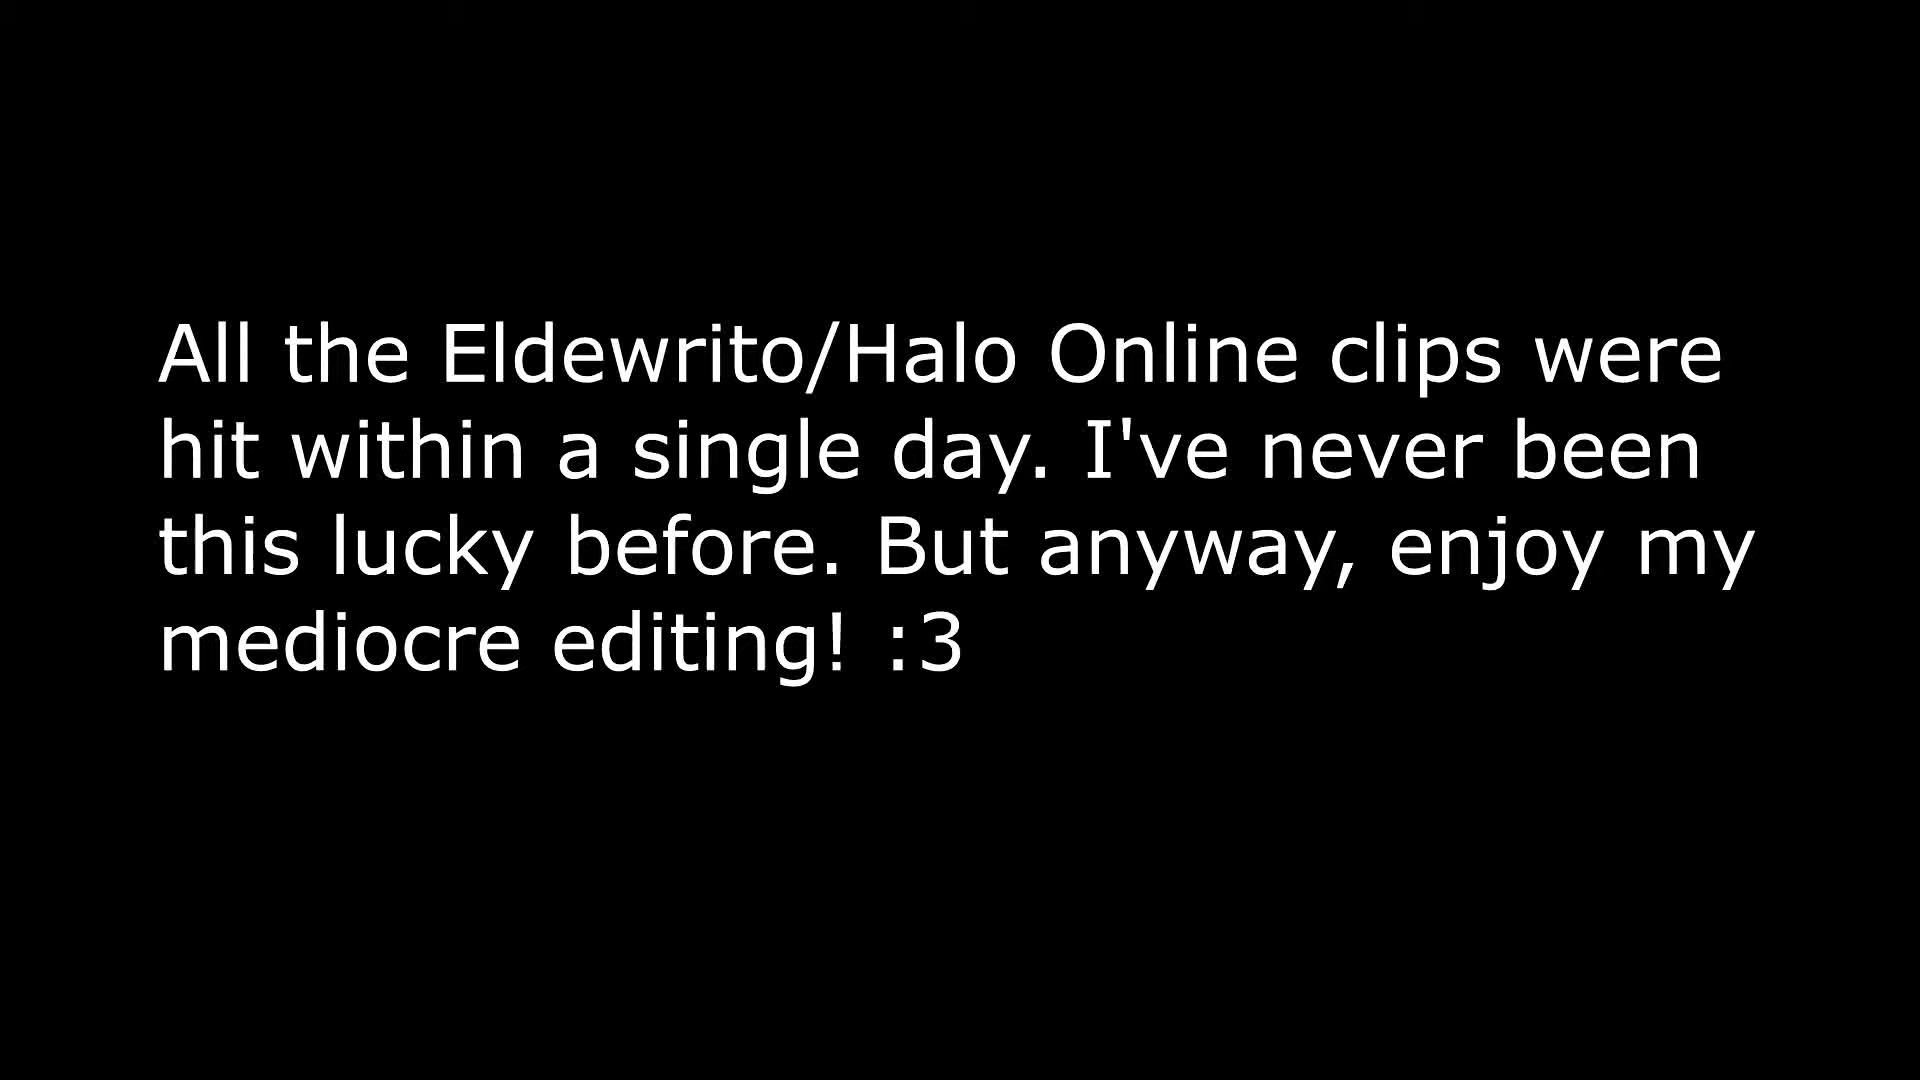 All the Eldewrito/Halo Online clips were
hit within a single day. I've never been
this lucky before. But anyway, enjoy my
mediocre editing! :3